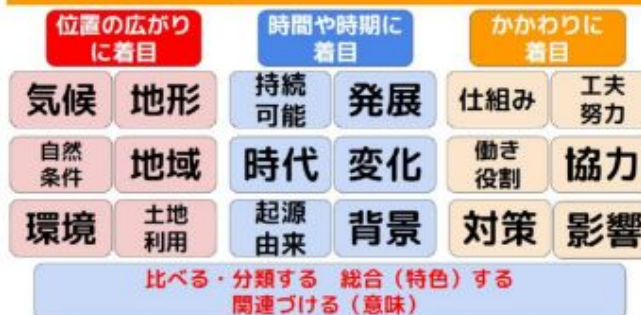 位置の広がり
に着目
時間や時期に
着目
かかわりに
着目
気候
地形
持続
可能
発展
仕組み
工夫
努力
自然
条件
地域
時代
変化
働き
役割
協力
環境
土地
利用
起源
由来
背景
対策
影響
比べる・分類する 総合（特色）する
関連づける（意味）